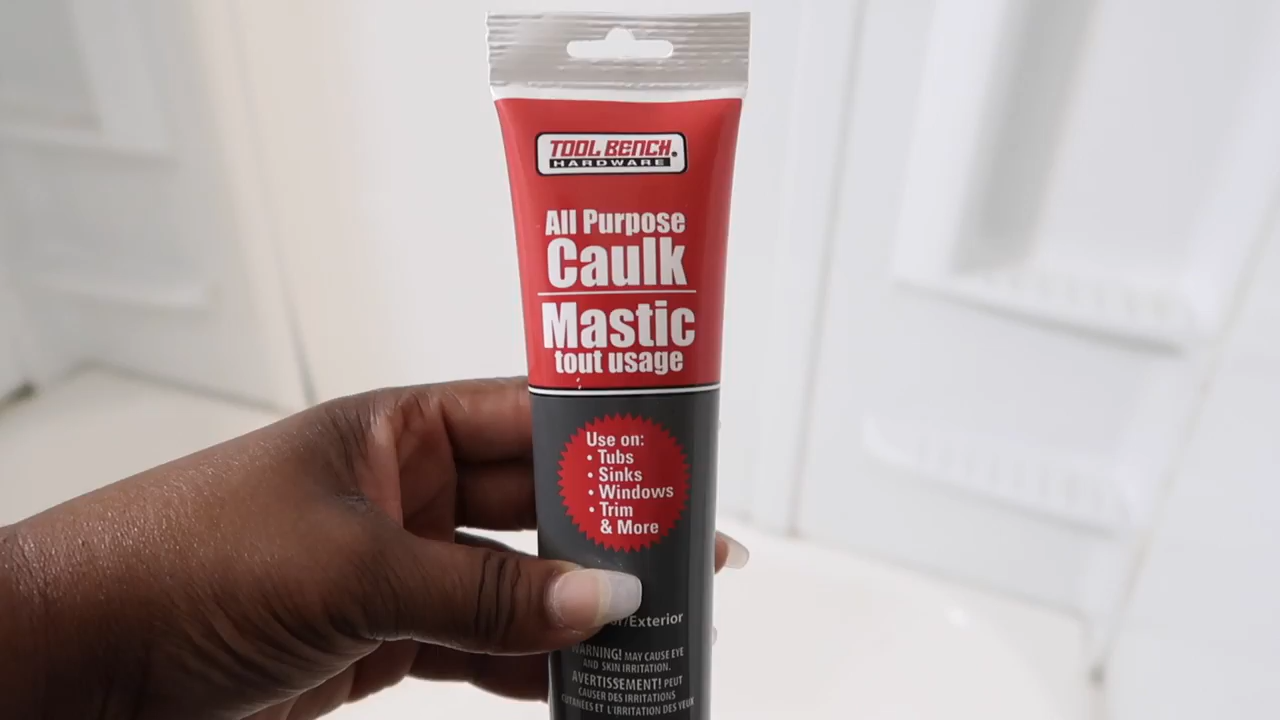 TOOL BENCH®
HARDWARE
All Purpose
Caulk
Mastic
tout usage
Use on:
• Tubs
• Sinks
• Windows
• Trim
& More
/Exterior
WARNING! MAY CAUSE EYE
AND SKIN IRRITATION.
AVERTISSEMENT! PEUT
CAUSER DES IRRITATIONS
CUTANÉES ET L'IRRITATION DES YEUX